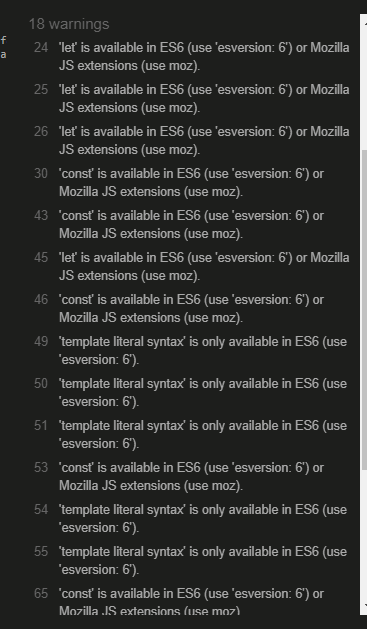 18 warnings
f
a
24 'let' is available in ES6 (use 'esversion: 6') or Mozilla
JS extensions (use moz).
25 'let' is available in ES6 (use 'esversion: 6') or Mozilla
JS extensions (use moz).
26 'let' is available in ES6 (use 'esversion: 6') or Mozilla
JS extensions (use moz).
30 'const' is available in ES6 (use 'esversion: 6') or
Mozilla JS extensions (use moz).
43 'const' is available in ES6 (use 'esversion: 6') or
Mozilla JS extensions (use moz).
45 'let' is available in ES6 (use 'esversion: 6') or Mozilla
JS extensions (use moz).
46 'const' is available in ES6 (use 'esversion: 6') or
Mozilla JS extensions (use moz).
49 'template literal syntax' is only available in ES6 (use
'esversion: 6').
50 'template literal syntax' is only available in ES6 (use
'esversion: 6').
51 'template literal syntax' is only available in ES6 (use
'esversion: 6').
53 'const' is available in ES6 (use 'esversion: 6') or
Mozilla JS extensions (use moz).
54 'template literal syntax' is only available in ES6 (use
'esversion: 6').
55 'template literal syntax' is only available in ES6 (use
'esversion: 6').
65 'const' is available in ES6 (use 'esversion: 6') or
Mozilla JS extensions (use moz)